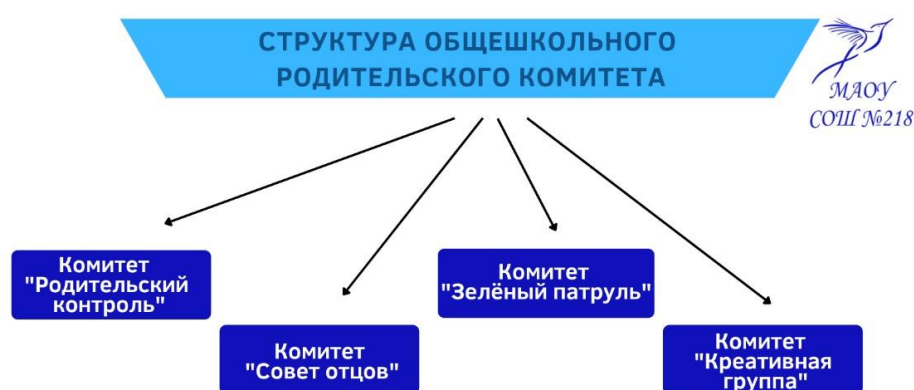 СТРУКТУРА ОБЩЕШКОЛЬНОГО
РОДИТЕЛЬСКОГО КОМИТЕТА
МАОУ
СОШ №218
Комитет
"Родительский
контроль"
Комитет
"Совет отцов"
Комитет
"Зелёный патруль"
Комитет
"Креативная
группа"